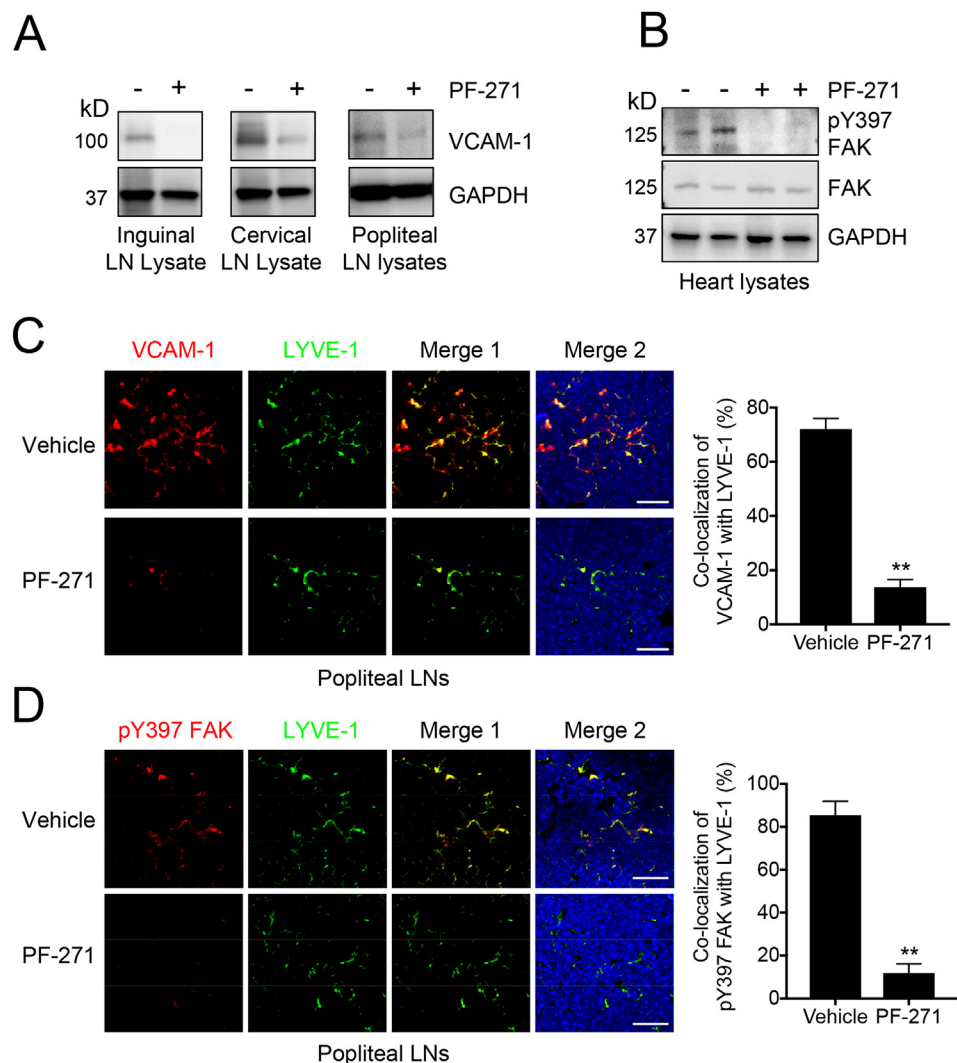 A
- + - + - + PF-271
kD
100 VCAM-1
37 GAPDH
Inguinal LN Lysate
Cervical LN Lysate
Popliteal LN lysates
B
- - + + PF-271
kD
125 pY397 FAK
125 FAK
37 GAPDH
Heart lysates
C
VCAM-1 LYVE-1 Merge 1 Merge 2
Vehicle
PF-271
Popliteal LNs
Co-localization of
VCAM-1 with LYVE-1 (%)
80
60
40
20
0
**
Vehicle PF-271
D
pY397 FAK LYVE-1 Merge 1 Merge 2
Vehicle
PF-271
Popliteal LNs
Co-localization of
pY397 FAK with LYVE-1 (%)
100
80
60
40
20
0
**
Vehicle PF-271